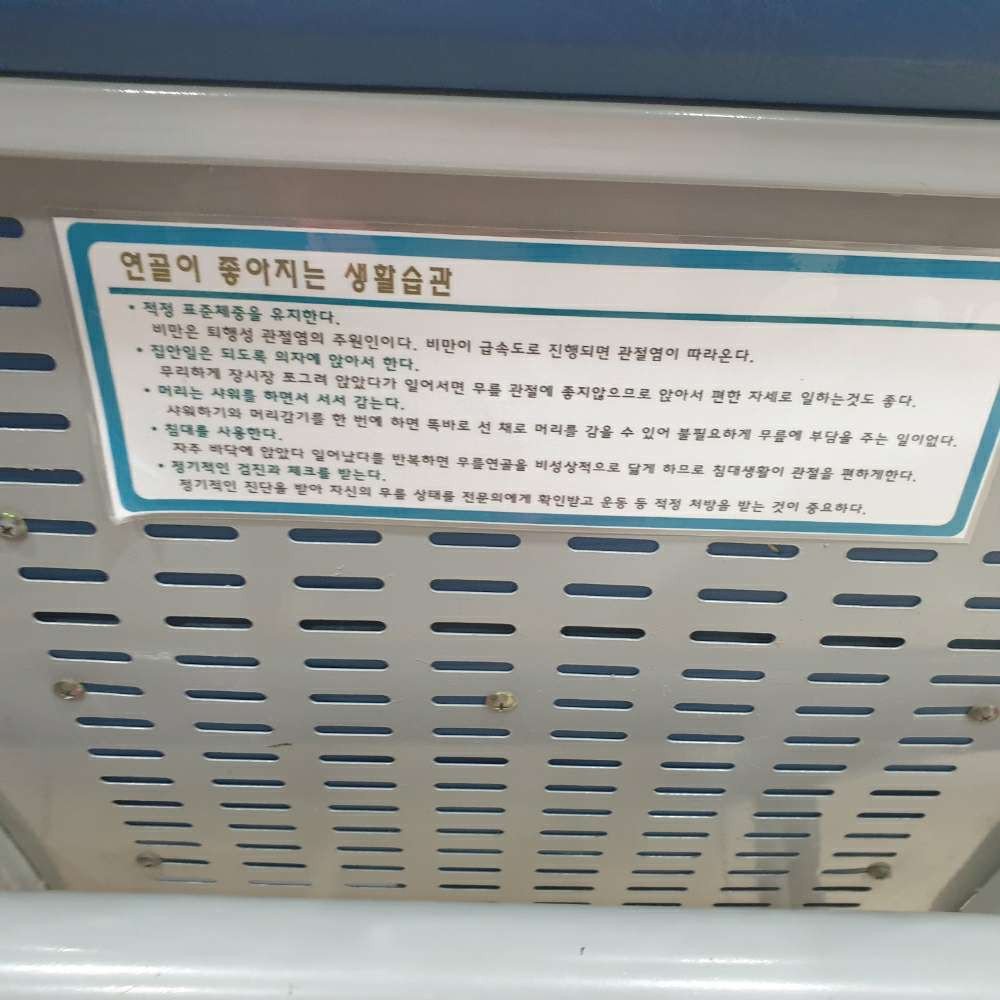 연골이 좋아지는 생활습관
• 적정 표준체중을 유지한다.
비만은 퇴행성 관절염의 주원인이다. 비만이 급속도로 진행되면 관절염이 따라온다.
• 집안일은 되도록 의자에 앉아서 한다.
무리하게 장시장 포그려 앉았다가 일어서면 무릎 관절에 좋지않으므로 앉아서 편한 자세로 일하는것도 좋다.
• 머리는 샤워를 하면서 서서 감는다.
샤워하기와 머리감기를 한 번에 하면 똑바로 선 채로 머리를 감을 수 있어 불필요하게 무릎에 부담을 주는 일이없다.
• 침대를 사용한다.
자주 바닥에 앉았다 일어났다를 반복하면 무릎연골을 비성상적으로 닳게 하므로 침대생활이 관절을 편하게한다.
• 정기적인 검진과 체크를 받는다.
정기적인 진단을 받아 자신의 무릎 상태를 전문의에게 확인받고 운동 등 적정 처방을 받는 것이 중요하다.